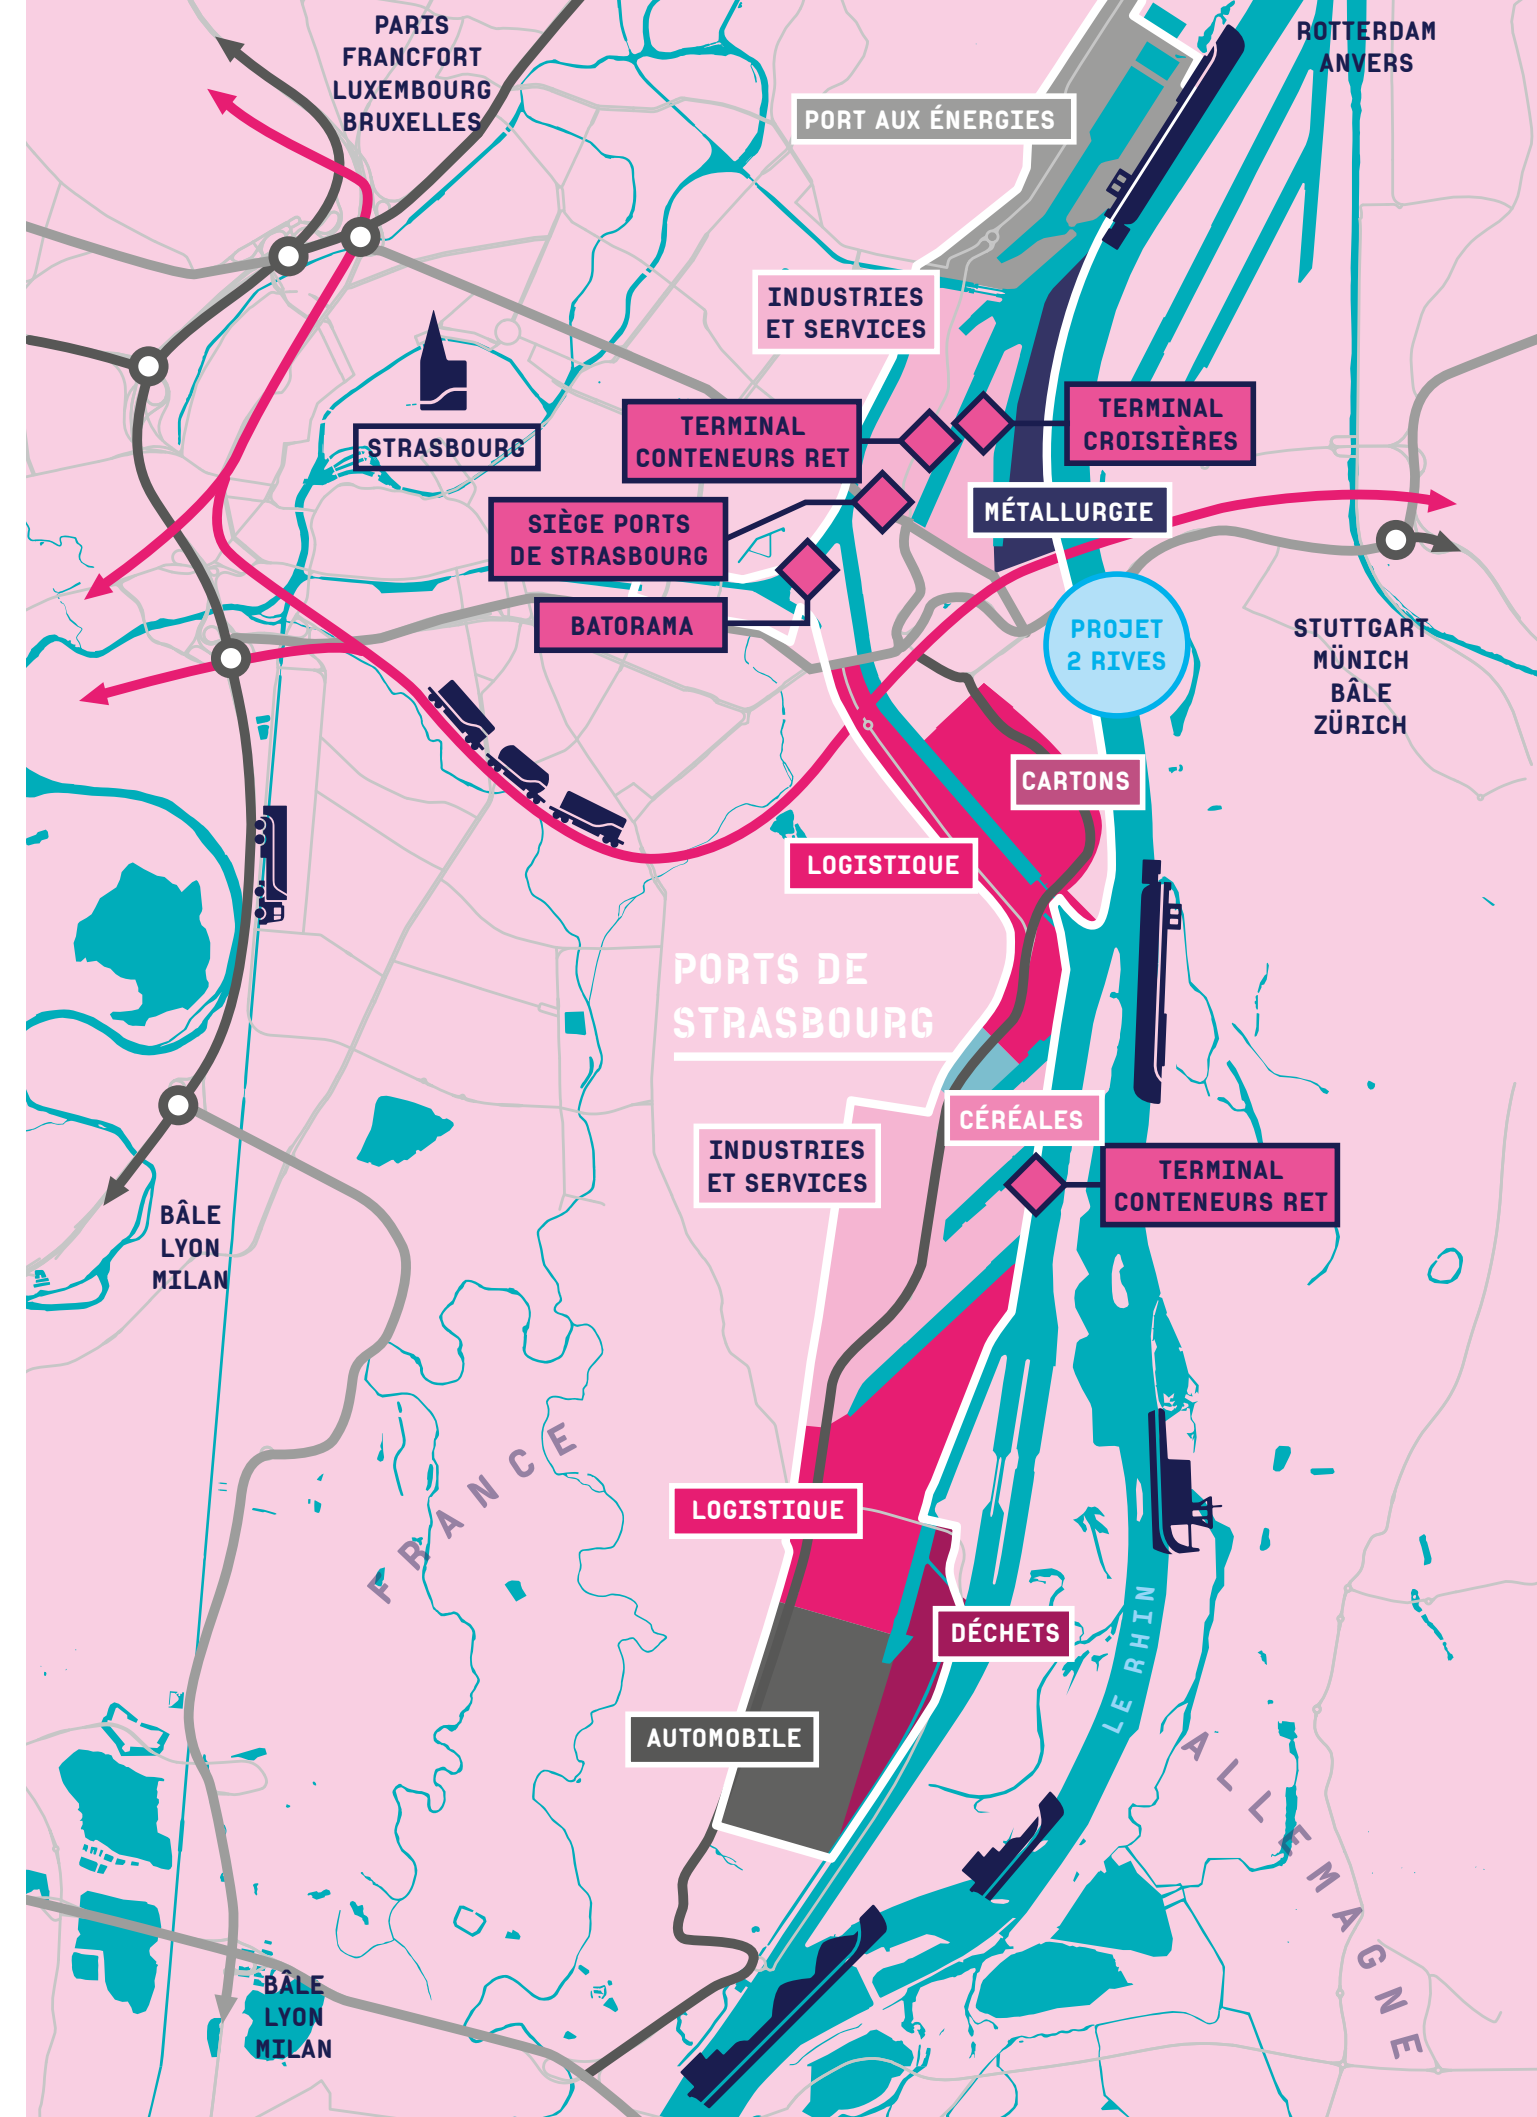 PARIS
FRANCFORT
LUXEMBOURG
BRUXELLES
ROTTERDAM
ANVERS
PORT AUX ÉNERGIES
INDUSTRIES
ET SERVICES
TERMINAL
CONTENEURS RET
TERMINAL
CROISIÈRES
STRASBOURG
SIÈGE PORTS
DE STRASBOURG
MÉTALLURGIE
BATORAMA
PROJET
2 RIVES
STUTTGART
MÜNICH
BÂLE
ZÜRICH
CARTONS
LOGISTIQUE
PORTS DE
STRASBOURG
CÉRÉALES
INDUSTRIES
ET SERVICES
TERMINAL
CONTENEURS RET
BÂLE
LYON
MILAN
FRANCE
LOGISTIQUE
DÉCHETS
LE RHIN
AUTOMOBILE
ALLEMAGNE
BÂLE
LYON
MILAN